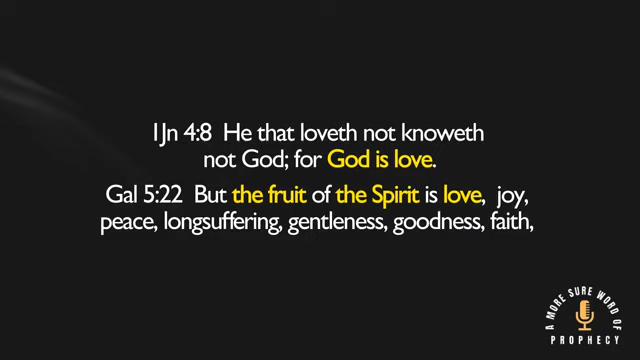 1Jn 4:8 He that loveth not knoweth
not God; for God is love.
Gal 5:22 But the fruit of the Spirit is love, joy,
peace, longsuffering, gentleness, goodness, faith,
A MORE SURE WORD OF
PROPHECY